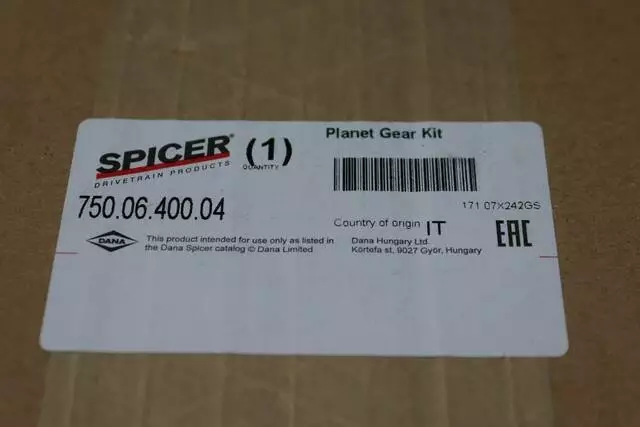 SPICER®
DRIVETRAIN PRODUCTS
(1)
QUANTITY
Planet Gear Kit
750.06.400.04
171 07X242GS
Country of origin IT
EAC
DANA
This product intended for use only as listed in
the Dana Spicer catalog © Dana Limited
Dana Hungary Ltd.
Körtefa st, 9027 Győr, Hungary